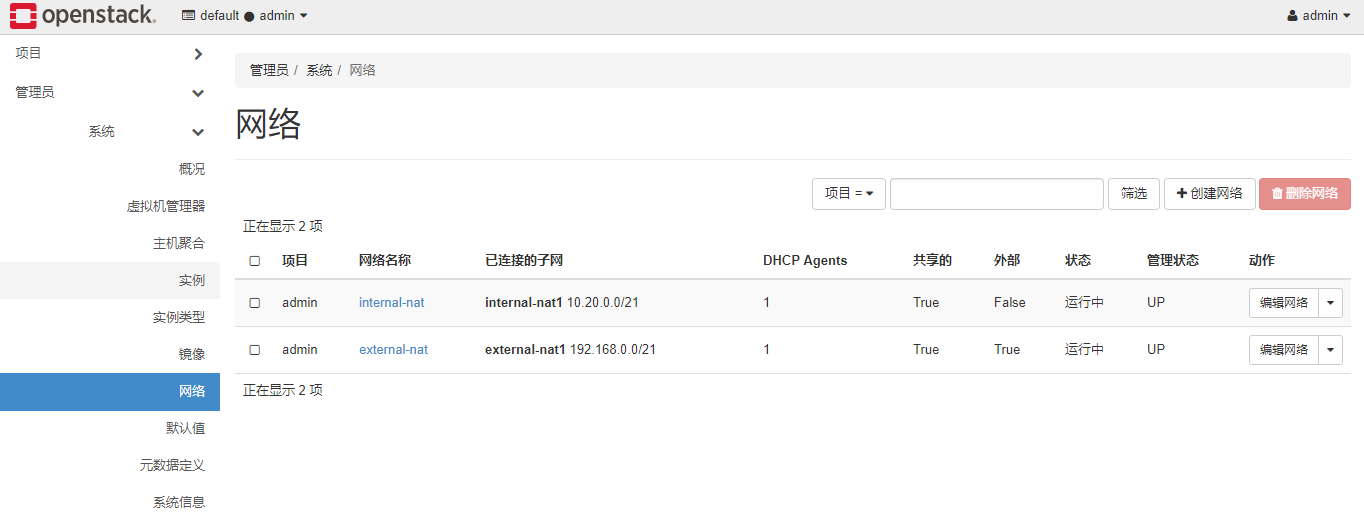 openstack. default ● admin admin
项目
管理员
系统
概况
虚拟机管理器
主机聚合
实例
实例类型
镜像
网络
默认值
元数据定义
系统信息
管理员 / 系统 / 网络
网络
项目 = 筛选 创建网络 删除网络
正在显示 2 项
项目 网络名称 已连接的子网 DHCP Agents 共享的 外部 状态 管理状态 动作
admin internal-nat internal-nat1 10.20.0.0/21 1 True False 运行中 UP 编辑网络
admin external-nat external-nat1 192.168.0.0/21 1 True True 运行中 UP 编辑网络
正在显示 2 项